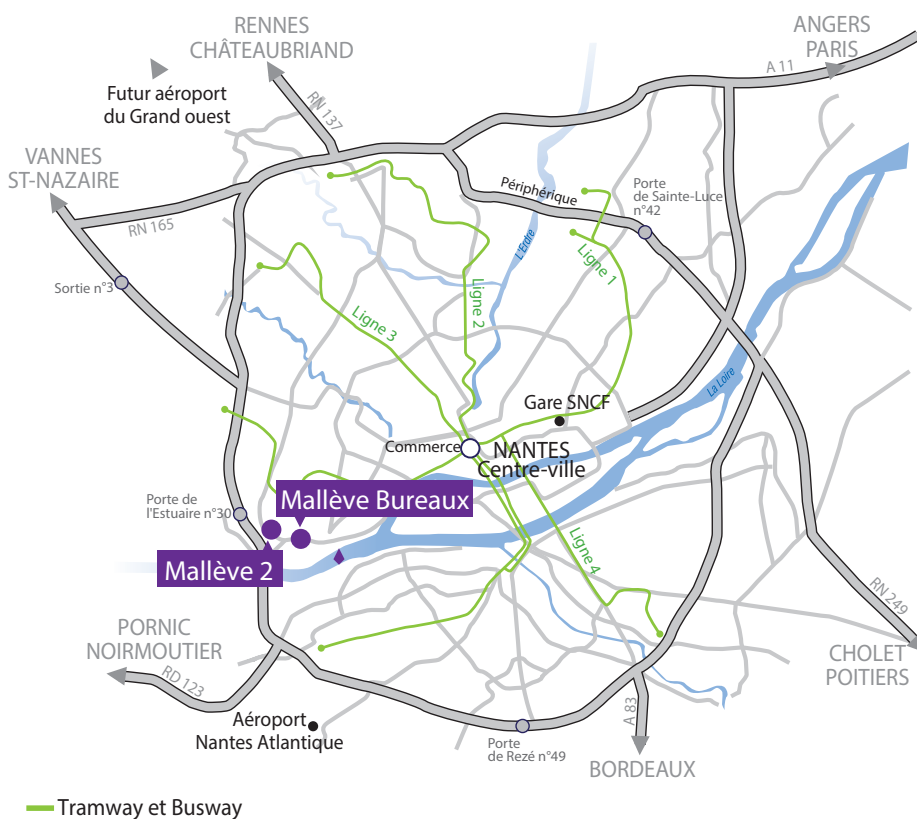 RENNES
CHÂTEAUBRIAND
ANGERS
PARIS
A 11
Futur aéroport
du Grand ouest
RN 137
VANNES
ST-NAZAIRE
Périphérique
Porte
de Sainte-Luce
n°42
RN 165
L'Erdre
Ligne 1
Sortie n°3
Ligne 2
Ligne 3
La Loire
Gare SNCF
Commerce
NANTES
Centre-ville
Mallève Bureaux
Porte de
l'Estuaire n°30
Mallève 2
Ligne 4
RN 249
PORNIC
NOIRMOUTIER
CHOLET
POITIERS
RD 123
A 83
Aéroport
Nantes Atlantique
Porte
de Rezé n°49
BORDEAUX
Tramway et Busway